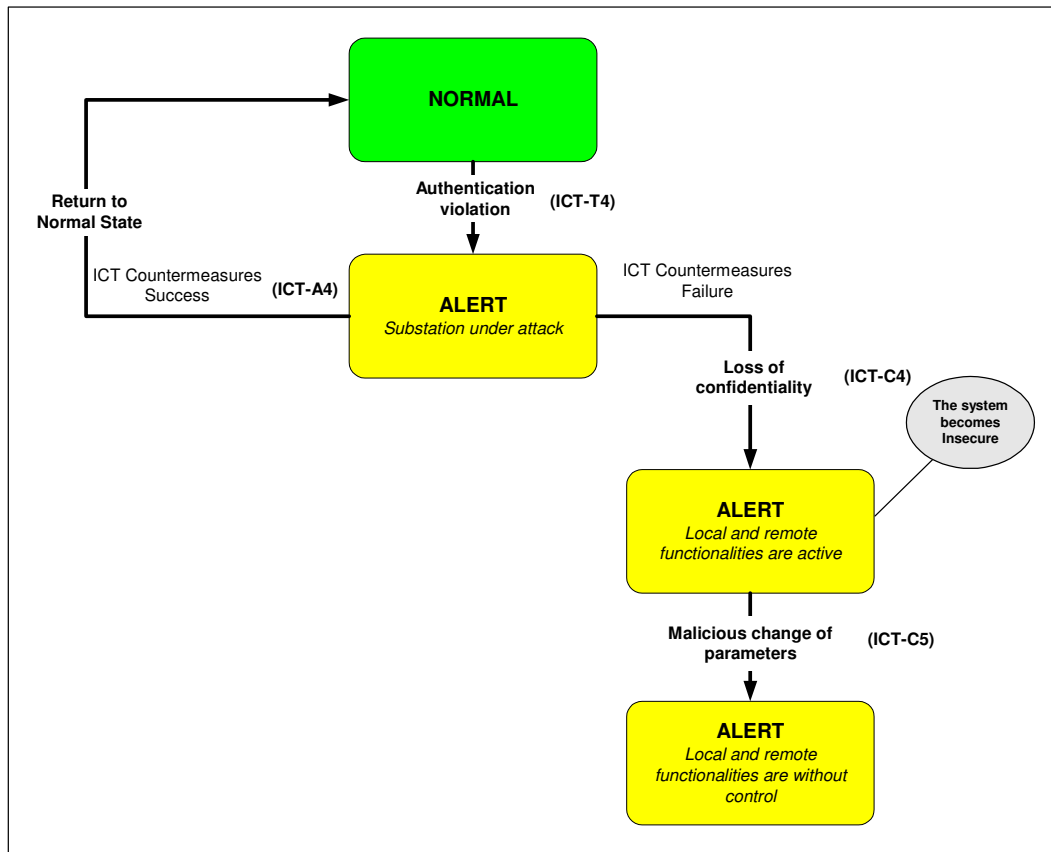 NORMAL
Authentication
violation
(ICT-T4)
Return to
Normal State
ICT Countermeasures
Success
(ICT-A4)
ALERT
Substation under attack
ICT Countermeasures
Failure
Loss of
confidentiality
(ICT-C4)
The system
becomes
Insecure
ALERT
Local and remote
functionalities are active
Malicious change of
parameters
(ICT-C5)
ALERT
Local and remote
functionalities are without
control